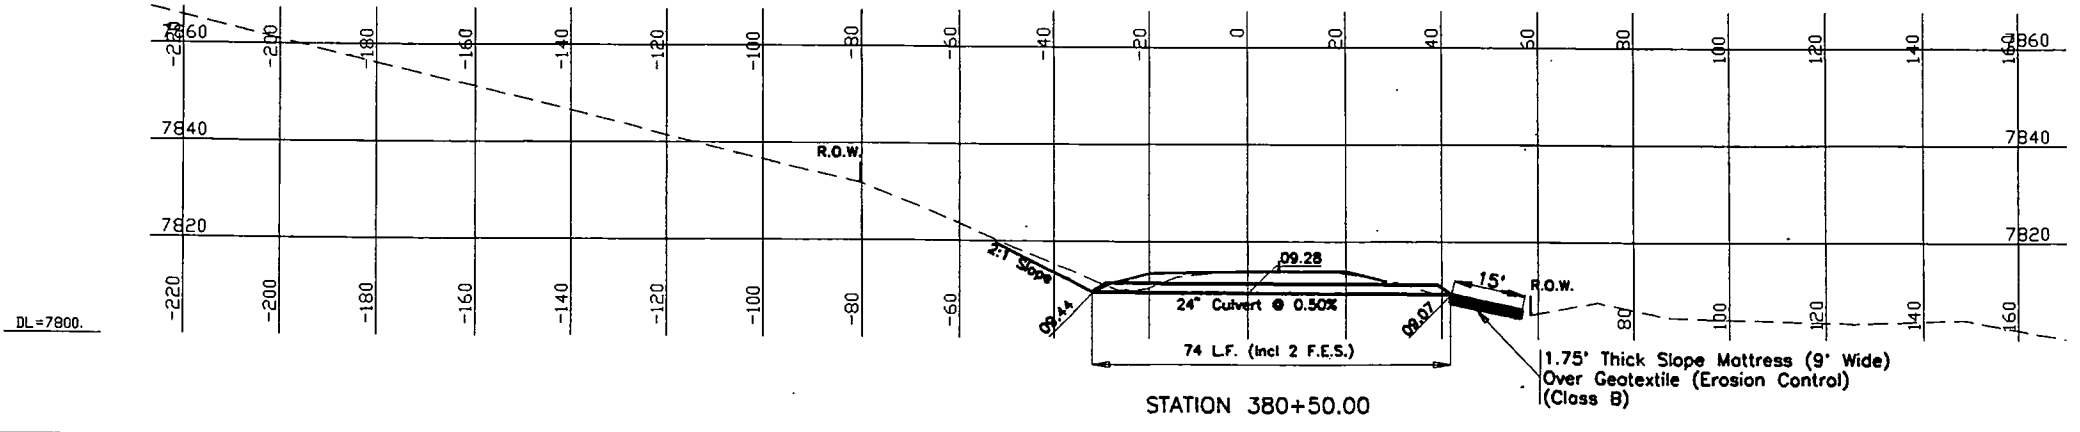 -220 -200 -180 -160 -140 -120 -100 -80 -60 -40 -20 0 20 40 60 80 100 120 140 160
7860 7860
7840 7840
R.O.W.
7820 7820
2:1 Slope
09.28
15'
R.O.W.
24" Culvert @ 0.50%
09.44
09.07
-220 -200 -180 -160 -140 -120 -100 -80 -60 80 100 120 140 160
DL=7800.
74 L.F. (Incl 2 F.E.S.)
1.75' Thick Slope Mattress (9' Wide)
Over Geotextile (Erosion Control)
(Class B)
STATION 380+50.00